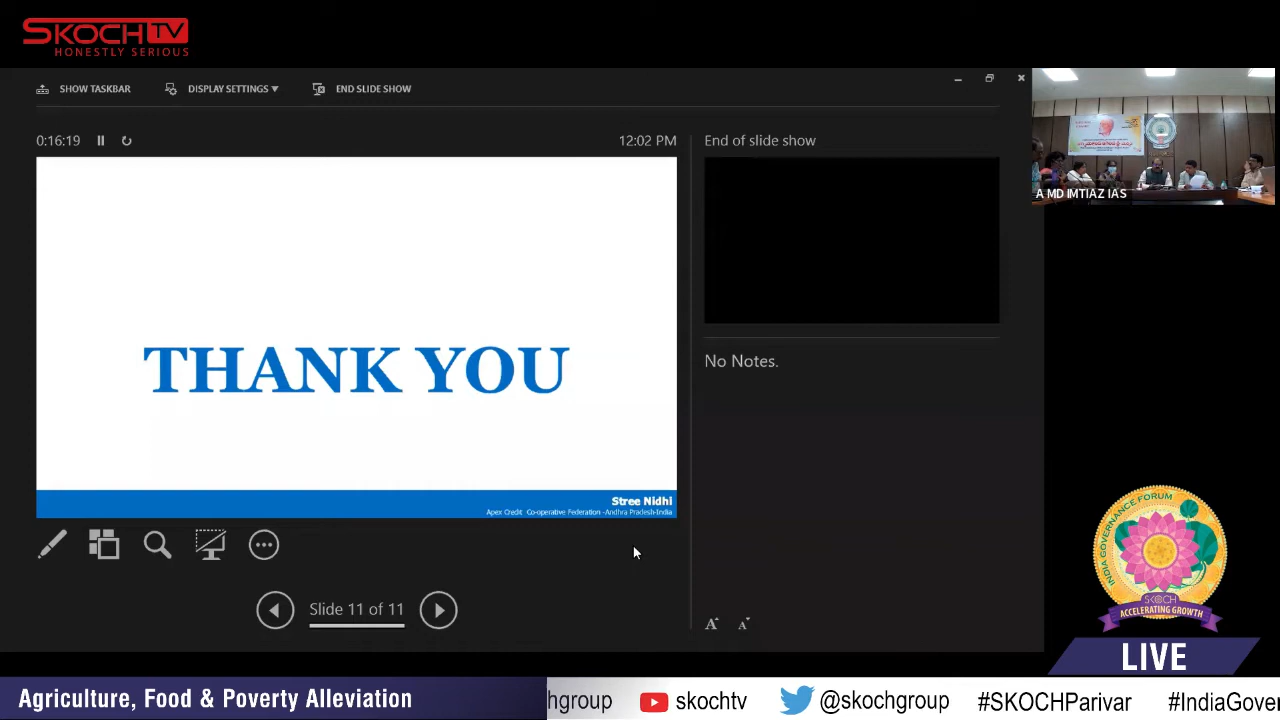 SKOCH TV
HONESTLY SERIOUS
SHOW TASKBAR
DISPLAY SETTINGS ▼
END SLIDE SHOW
0:16:19
12:02 PM
End of slide show
THANK YOU
Stree Nidhi
Apex Credit Co-operative Federation -Andhra Pradesh-India
No Notes.
Slide 11 of 11
A MD IMTIAZ IAS
INDIA GOVERNANCE FORUM
SKOCH
ACCELERATING GROWTH
LIVE
Agriculture, Food & Poverty Alleviation
hgroup
skochtv
@skochgroup
#SKOCHParivar
#IndiaGover